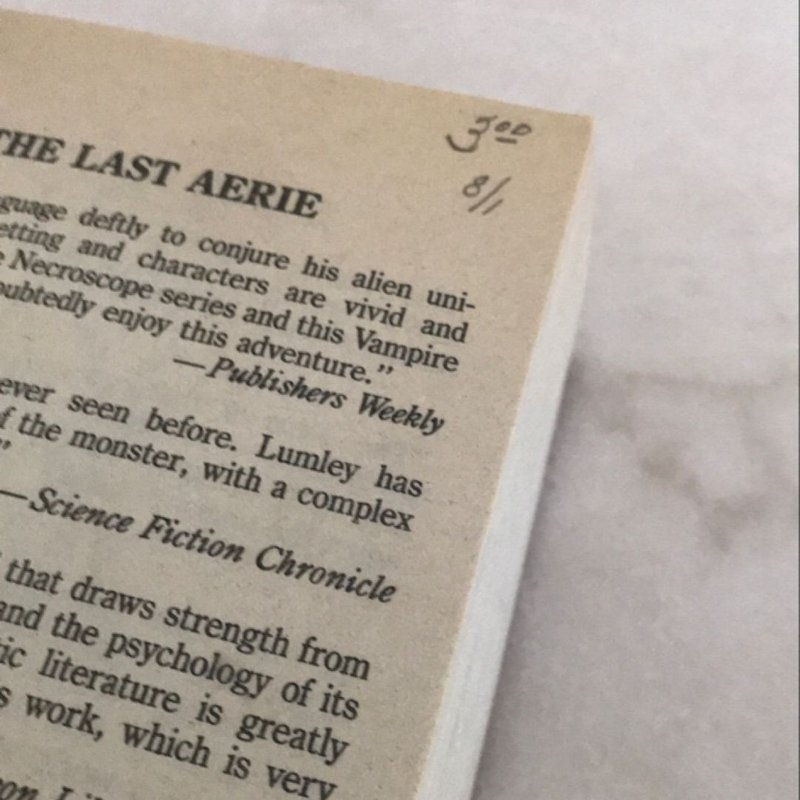 3.00
8/1
THE LAST AERIE
guage deftly to conjure his alien uni-
etting and characters are vivid and
Necroscope series and this Vampire
oubtedly enjoy this adventure."
—Publishers Weekly
ever seen before. Lumley has
f the monster, with a complex
"
—Science Fiction Chronicle
that draws strength from
and the psychology of its
ic literature is greatly
s work, which is very